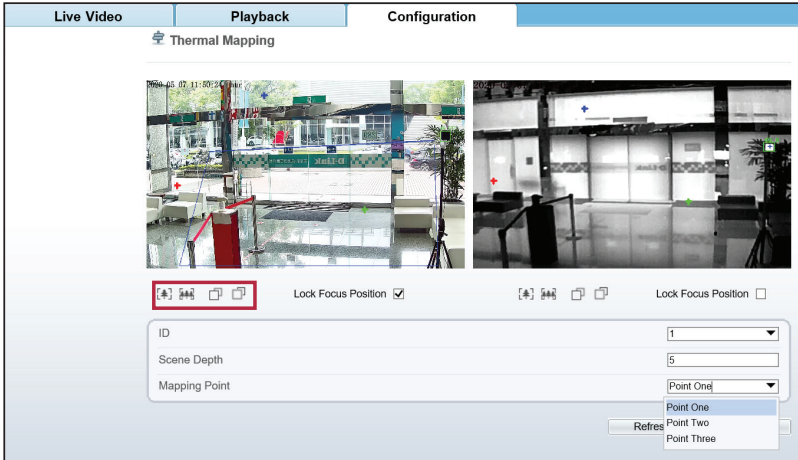 Live Video Playback Configuration
Thermal Mapping
2020-05 07 11:50:24
D-Link
Lock Focus Position Lock Focus Position
ID 1
Scene Depth 5
Mapping Point Point One
Point One
Refres Point Two
Point Three